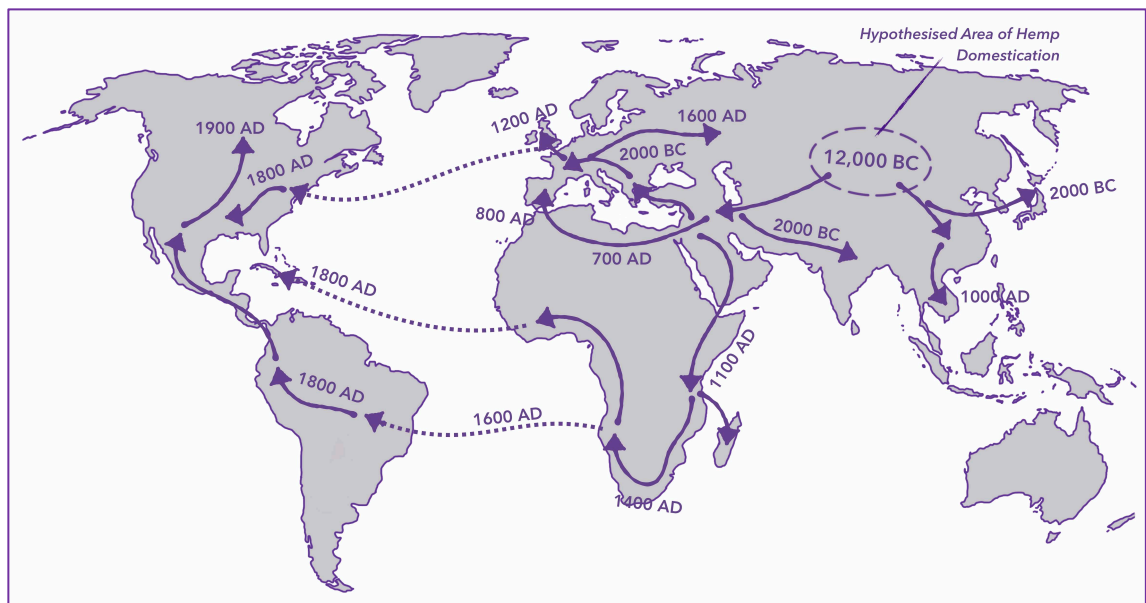 Hypothesised Area of Hemp
Domestication
1200 AD
1600 AD
1900 AD
2000 BC
12,000 BC
1800 AD
2000 BC
800 AD
2000 BC
700 AD
1800 AD
1000 AD
1100 AD
1800 AD
1600 AD
1400 AD